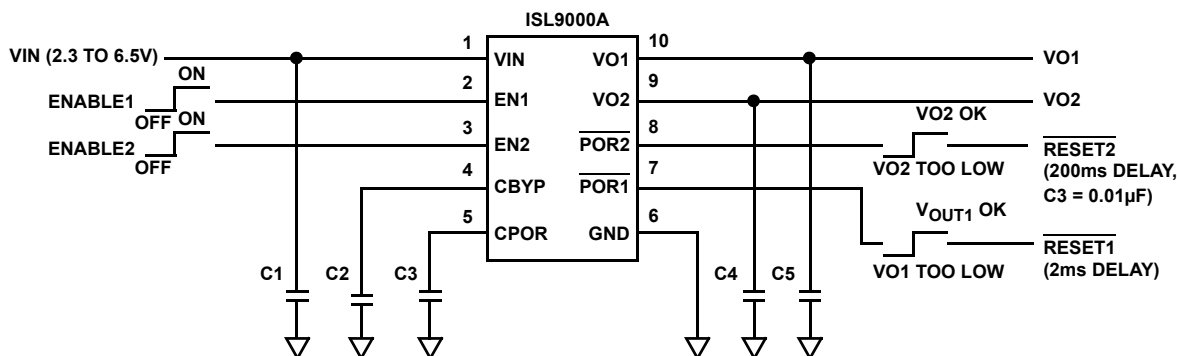 ISL9000A
VIN (2.3 TO 6.5V)
1
VIN
VO1
10
VO1
ON
ENABLE1
OFF
2
EN1
VO2
9
VO2
ON
ENABLE2
OFF
3
EN2
POR2
8
VO2 OK
VO2 TOO LOW
RESET2
(200ms DELAY,
C3 = 0.01µF)
4
CBYP
POR1
7
VOUT1 OK
VO1 TOO LOW
RESET1
(2ms DELAY)
5
CPOR
GND
6
C1
C2
C3
C4
C5